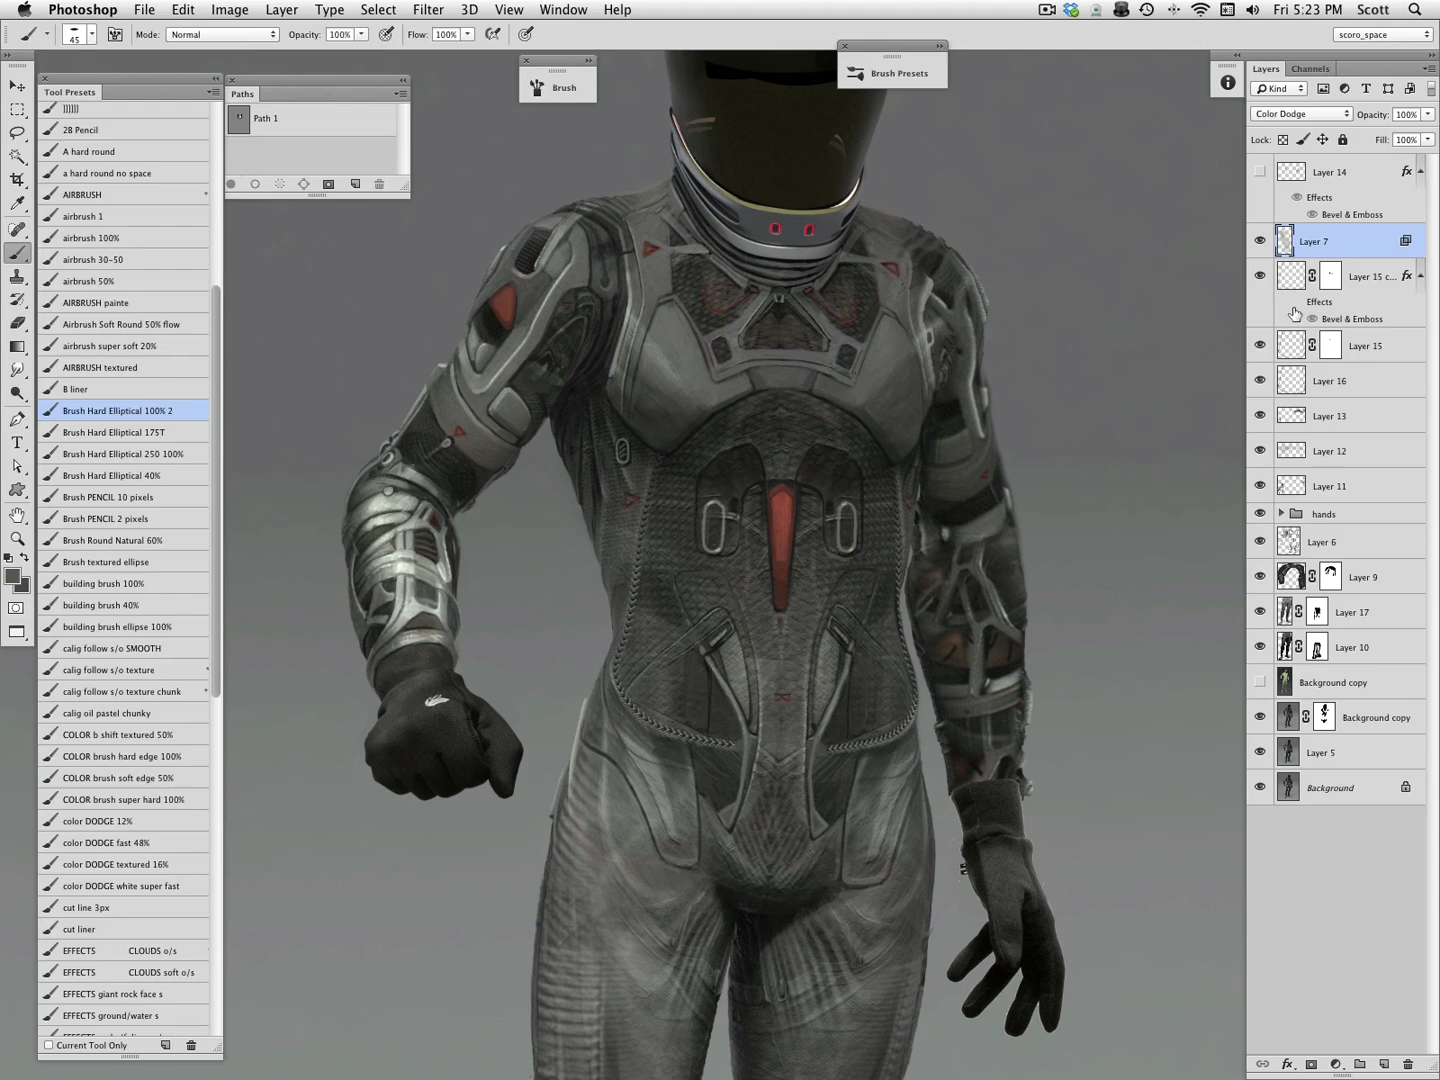 Photoshop File Edit Image Layer Type Select Filter 3D View Window Help
Fri 5:23 PM Scott
45 Mode: Normal Opacity: 100% Flow: 100%
scoro_space
Tool Presets
]]]]]]
2B Pencil
A hard round
a hard round no space
AIRBRUSH
airbrush 1
airbrush 100%
airbrush 30-50
airbrush 50%
AIRBRUSH painte
Airbrush Soft Round 50% flow
airbrush super soft 20%
AIRBRUSH textured
B liner
Brush Hard Elliptical 100% 2
Brush Hard Elliptical 175T
Brush Hard Elliptical 250 100%
Brush Hard Elliptical 40%
Brush PENCIL 10 pixels
Brush PENCIL 2 pixels
Brush Round Natural 60%
Brush textured ellipse
building brush 100%
building brush 40%
building brush ellipse 100%
calig follow s/o SMOOTH
calig follow s/o texture
calig follow s/o texture chunk
calig oil pastel chunky
COLOR b shift textured 50%
COLOR brush hard edge 100%
COLOR brush soft edge 50%
COLOR brush super hard 100%
color DODGE 12%
color DODGE fast 48%
color DODGE textured 16%
color DODGE white super fast
cut line 3px
cut liner
EFFECTS CLOUDS o/s
EFFECTS CLOUDS soft o/s
EFFECTS giant rock face s
EFFECTS ground/water s
Current Tool Only
Paths
Path 1
Brush
Brush Presets
Layers Channels
Kind
Color Dodge Opacity: 100%
Lock: Fill: 100%
Layer 14 fx
Effects
Bevel & Emboss
Layer 7
Layer 15 c... fx
Effects
Bevel & Emboss
Layer 15
Layer 16
Layer 13
Layer 12
Layer 11
hands
Layer 6
Layer 9
Layer 17
Layer 10
Background copy
Background copy
Layer 5
Background
fx